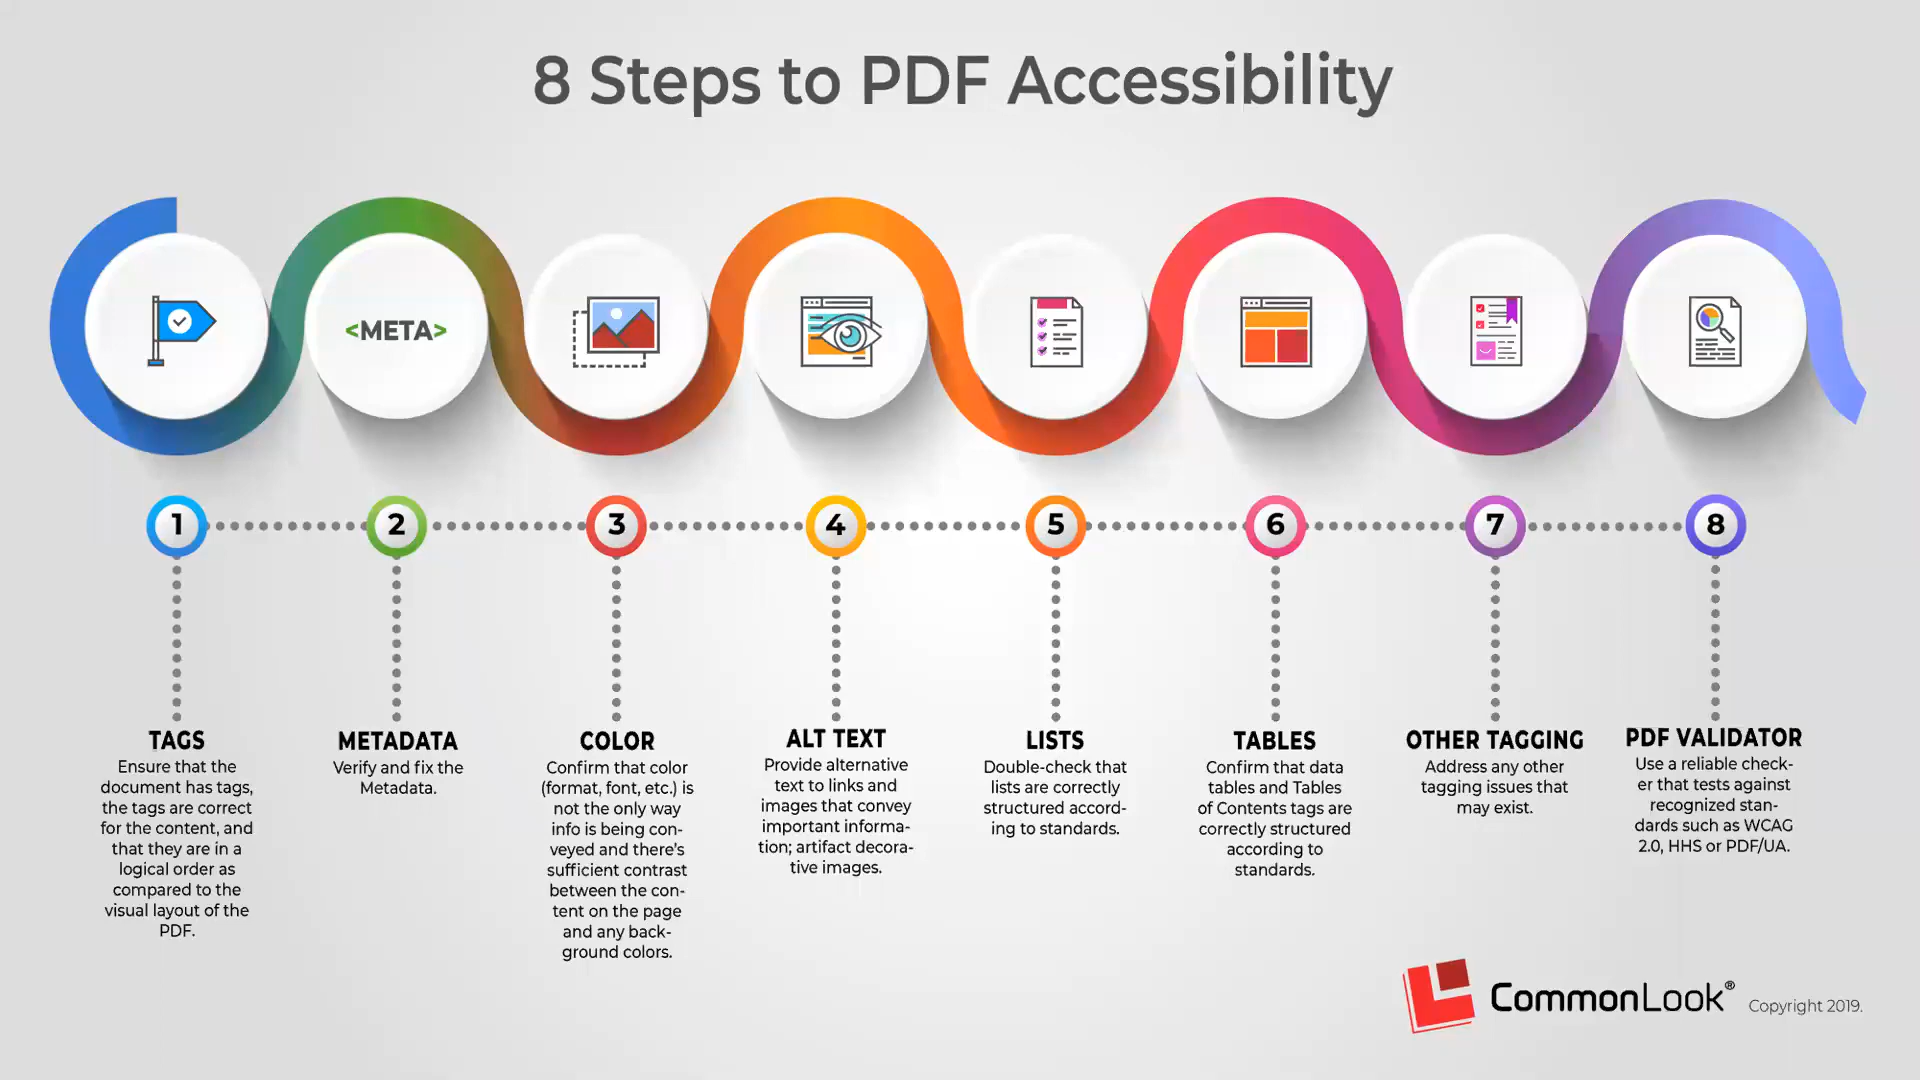 8 Steps to PDF Accessibility
<META>
1
2
3
4
5
6
7
8
TAGS
Ensure that the
document has tags,
the tags are correct
for the content, and
that they are in a
logical order as
compared to the
visual layout of the
PDF.
METADATA
Verify and fix the
Metadata.
COLOR
Confirm that color
(format, font, etc.) is
not the only way
info is being con-
veyed and there's
sufficient contrast
between the con-
tent on the page
and any back-
ground colors.
ALT TEXT
Provide alternative
text to links and
images that convey
important informa-
tion; artifact decora-
tive images.
LISTS
Double-check that
lists are correctly
structured accord-
ing to standards.
TABLES
Confirm that data
tables and Tables
of Contents tags are
correctly structured
according to
standards.
OTHER TAGGING
Address any other
tagging issues that
may exist.
PDF VALIDATOR
Use a reliable check-
er that tests against
recognized stan-
dards such as WCAG
2.0, HHS or PDF/UA.
CommonLook® Copyright 2019.